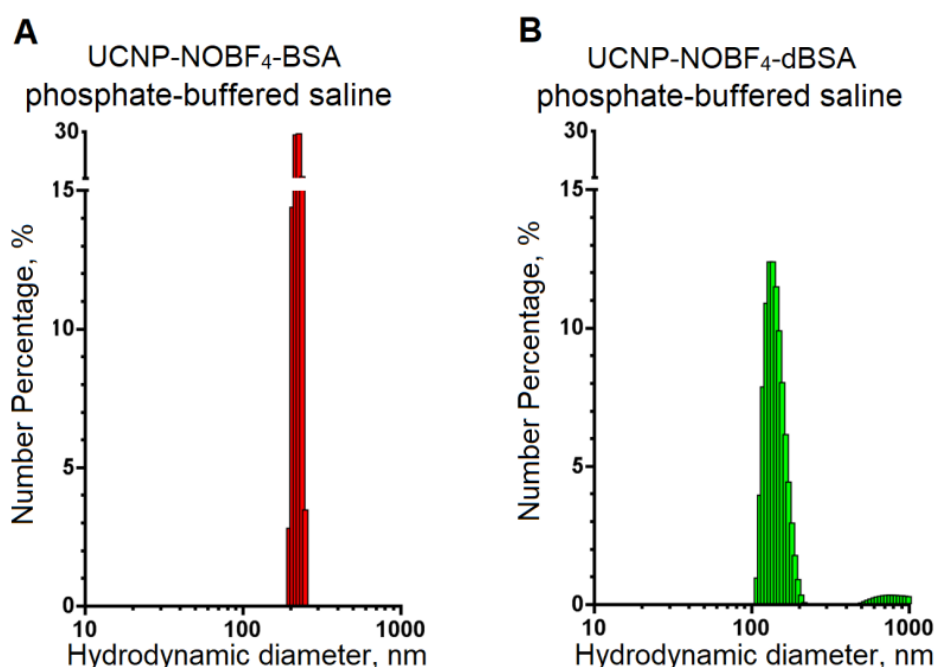 A
UCNP-NOBF₄-BSA
phosphate-buffered saline
30
15
10
5
0
Number Percentage, %
10
100
1000
Hydrodynamic diameter, nm
B
UCNP-NOBF₄-dBSA
phosphate-buffered saline
30
15
10
5
0
Number Percentage, %
10
100
1000
Hydrodynamic diameter, nm